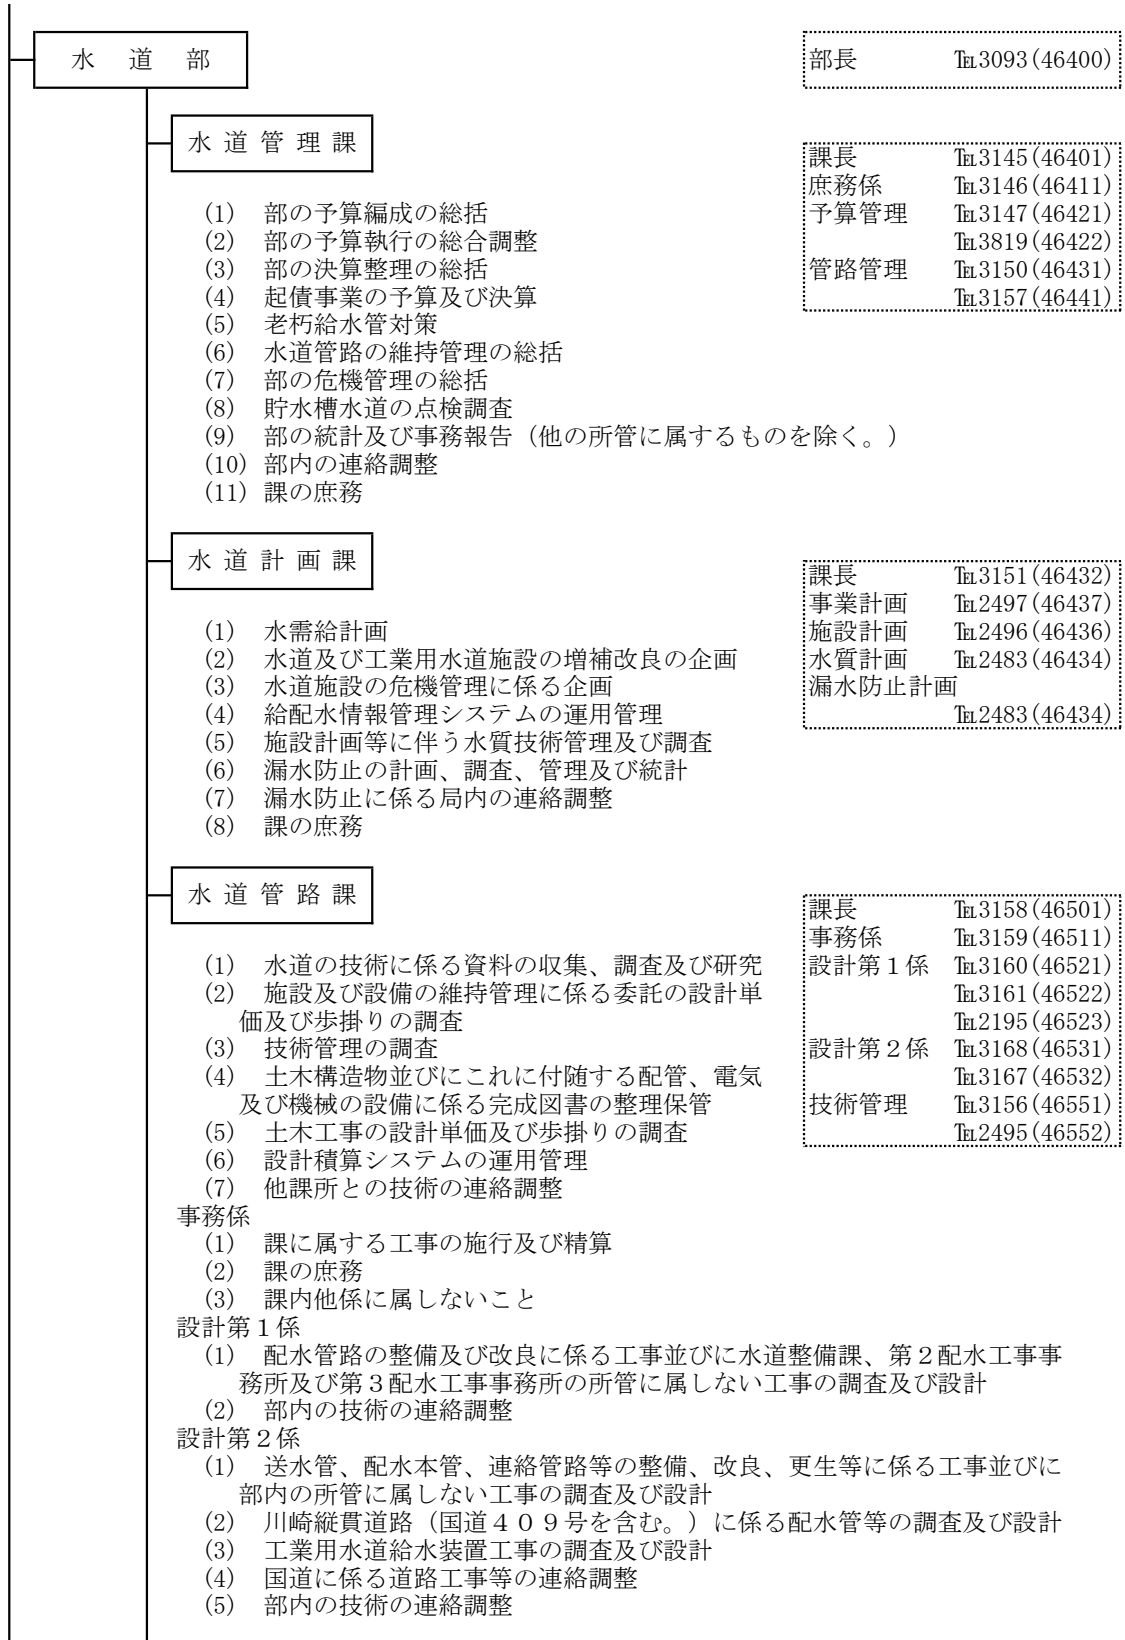 水　道　部
部長　℡3093(46400)
水道管理課
課長　℡3145(46401)
庶務係　℡3146(46411)
予算管理　℡3147(46421)
℡3819(46422)
管路管理　℡3150(46431)
℡3157(46441)
(1)　部の予算編成の総括
(2)　部の予算執行の総合調整
(3)　部の決算整理の総括
(4)　起債事業の予算及び決算
(5)　老朽給水管対策
(6)　水道管路の維持管理の総括
(7)　部の危機管理の総括
(8)　貯水槽水道の点検調査
(9)　部の統計及び事務報告（他の所管に属するものを除く。）
(10)　部内の連絡調整
(11)　課の庶務
水道計画課
課長　℡3151(46432)
事業計画　℡2497(46437)
施設計画　℡2496(46436)
水質計画　℡2483(46434)
漏水防止計画
℡2483(46434)
(1)　水需給計画
(2)　水道及び工業用水道施設の増補改良の企画
(3)　水道施設の危機管理に係る企画
(4)　給配水情報管理システムの運用管理
(5)　施設計画等に伴う水質技術管理及び調査
(6)　漏水防止の計画、調査、管理及び統計
(7)　漏水防止に係る局内の連絡調整
(8)　課の庶務
水道管路課
課長　℡3158(46501)
事務係　℡3159(46511)
設計第１係　℡3160(46521)
℡3161(46522)
℡2195(46523)
設計第２係　℡3168(46531)
℡3167(46532)
技術管理　℡3156(46551)
℡2495(46552)
(1)　水道の技術に係る資料の収集、調査及び研究
(2)　施設及び設備の維持管理に係る委託の設計単
価及び歩掛りの調査
(3)　技術管理の調査
(4)　土木構造物並びにこれに付随する配管、電気
及び機械の設備に係る完成図書の整理保管
(5)　土木工事の設計単価及び歩掛りの調査
(6)　設計積算システムの運用管理
(7)　他課所との技術の連絡調整
事務係
(1)　課に属する工事の施行及び精算
(2)　課の庶務
(3)　課内他係に属しないこと
設計第１係
(1)　配水管路の整備及び改良に係る工事並びに水道整備課、第２配水工事事
務所及び第３配水工事事務所の所管に属しない工事の調査及び設計
(2)　部内の技術の連絡調整
設計第２係
(1)　送水管、配水本管、連絡管路等の整備、改良、更生等に係る工事並びに
部内の所管に属しない工事の調査及び設計
(2)　川崎縦貫道路（国道４０９号を含む。）に係る配水管等の調査及び設計
(3)　工業用水道給水装置工事の調査及び設計
(4)　国道に係る道路工事等の連絡調整
(5)　部内の技術の連絡調整